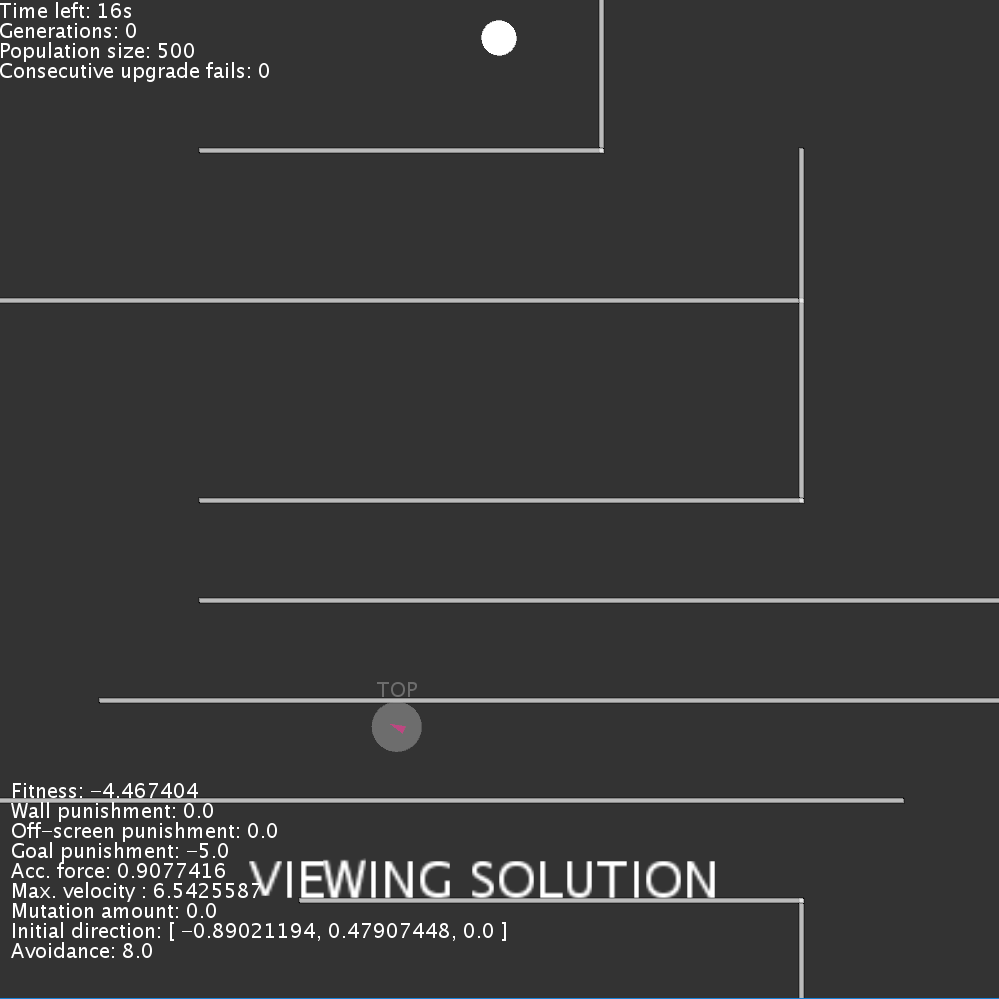 Time left: 16s
Generations: 0
Population size: 500
Consecutive upgrade fails: 0
TOP
Fitness: −4.467404
Wall punishment: 0.0
Off−screen punishment: 0.0
Goal punishment: −5.0
Acc. force: 0.9077416
Max. velocity : 6.5425587
VIEWING SOLUTION
Mutation amount: 0.0
Initial direction: [ −0.89021194, 0.47907448, 0.0 ]
Avoidance: 8.0